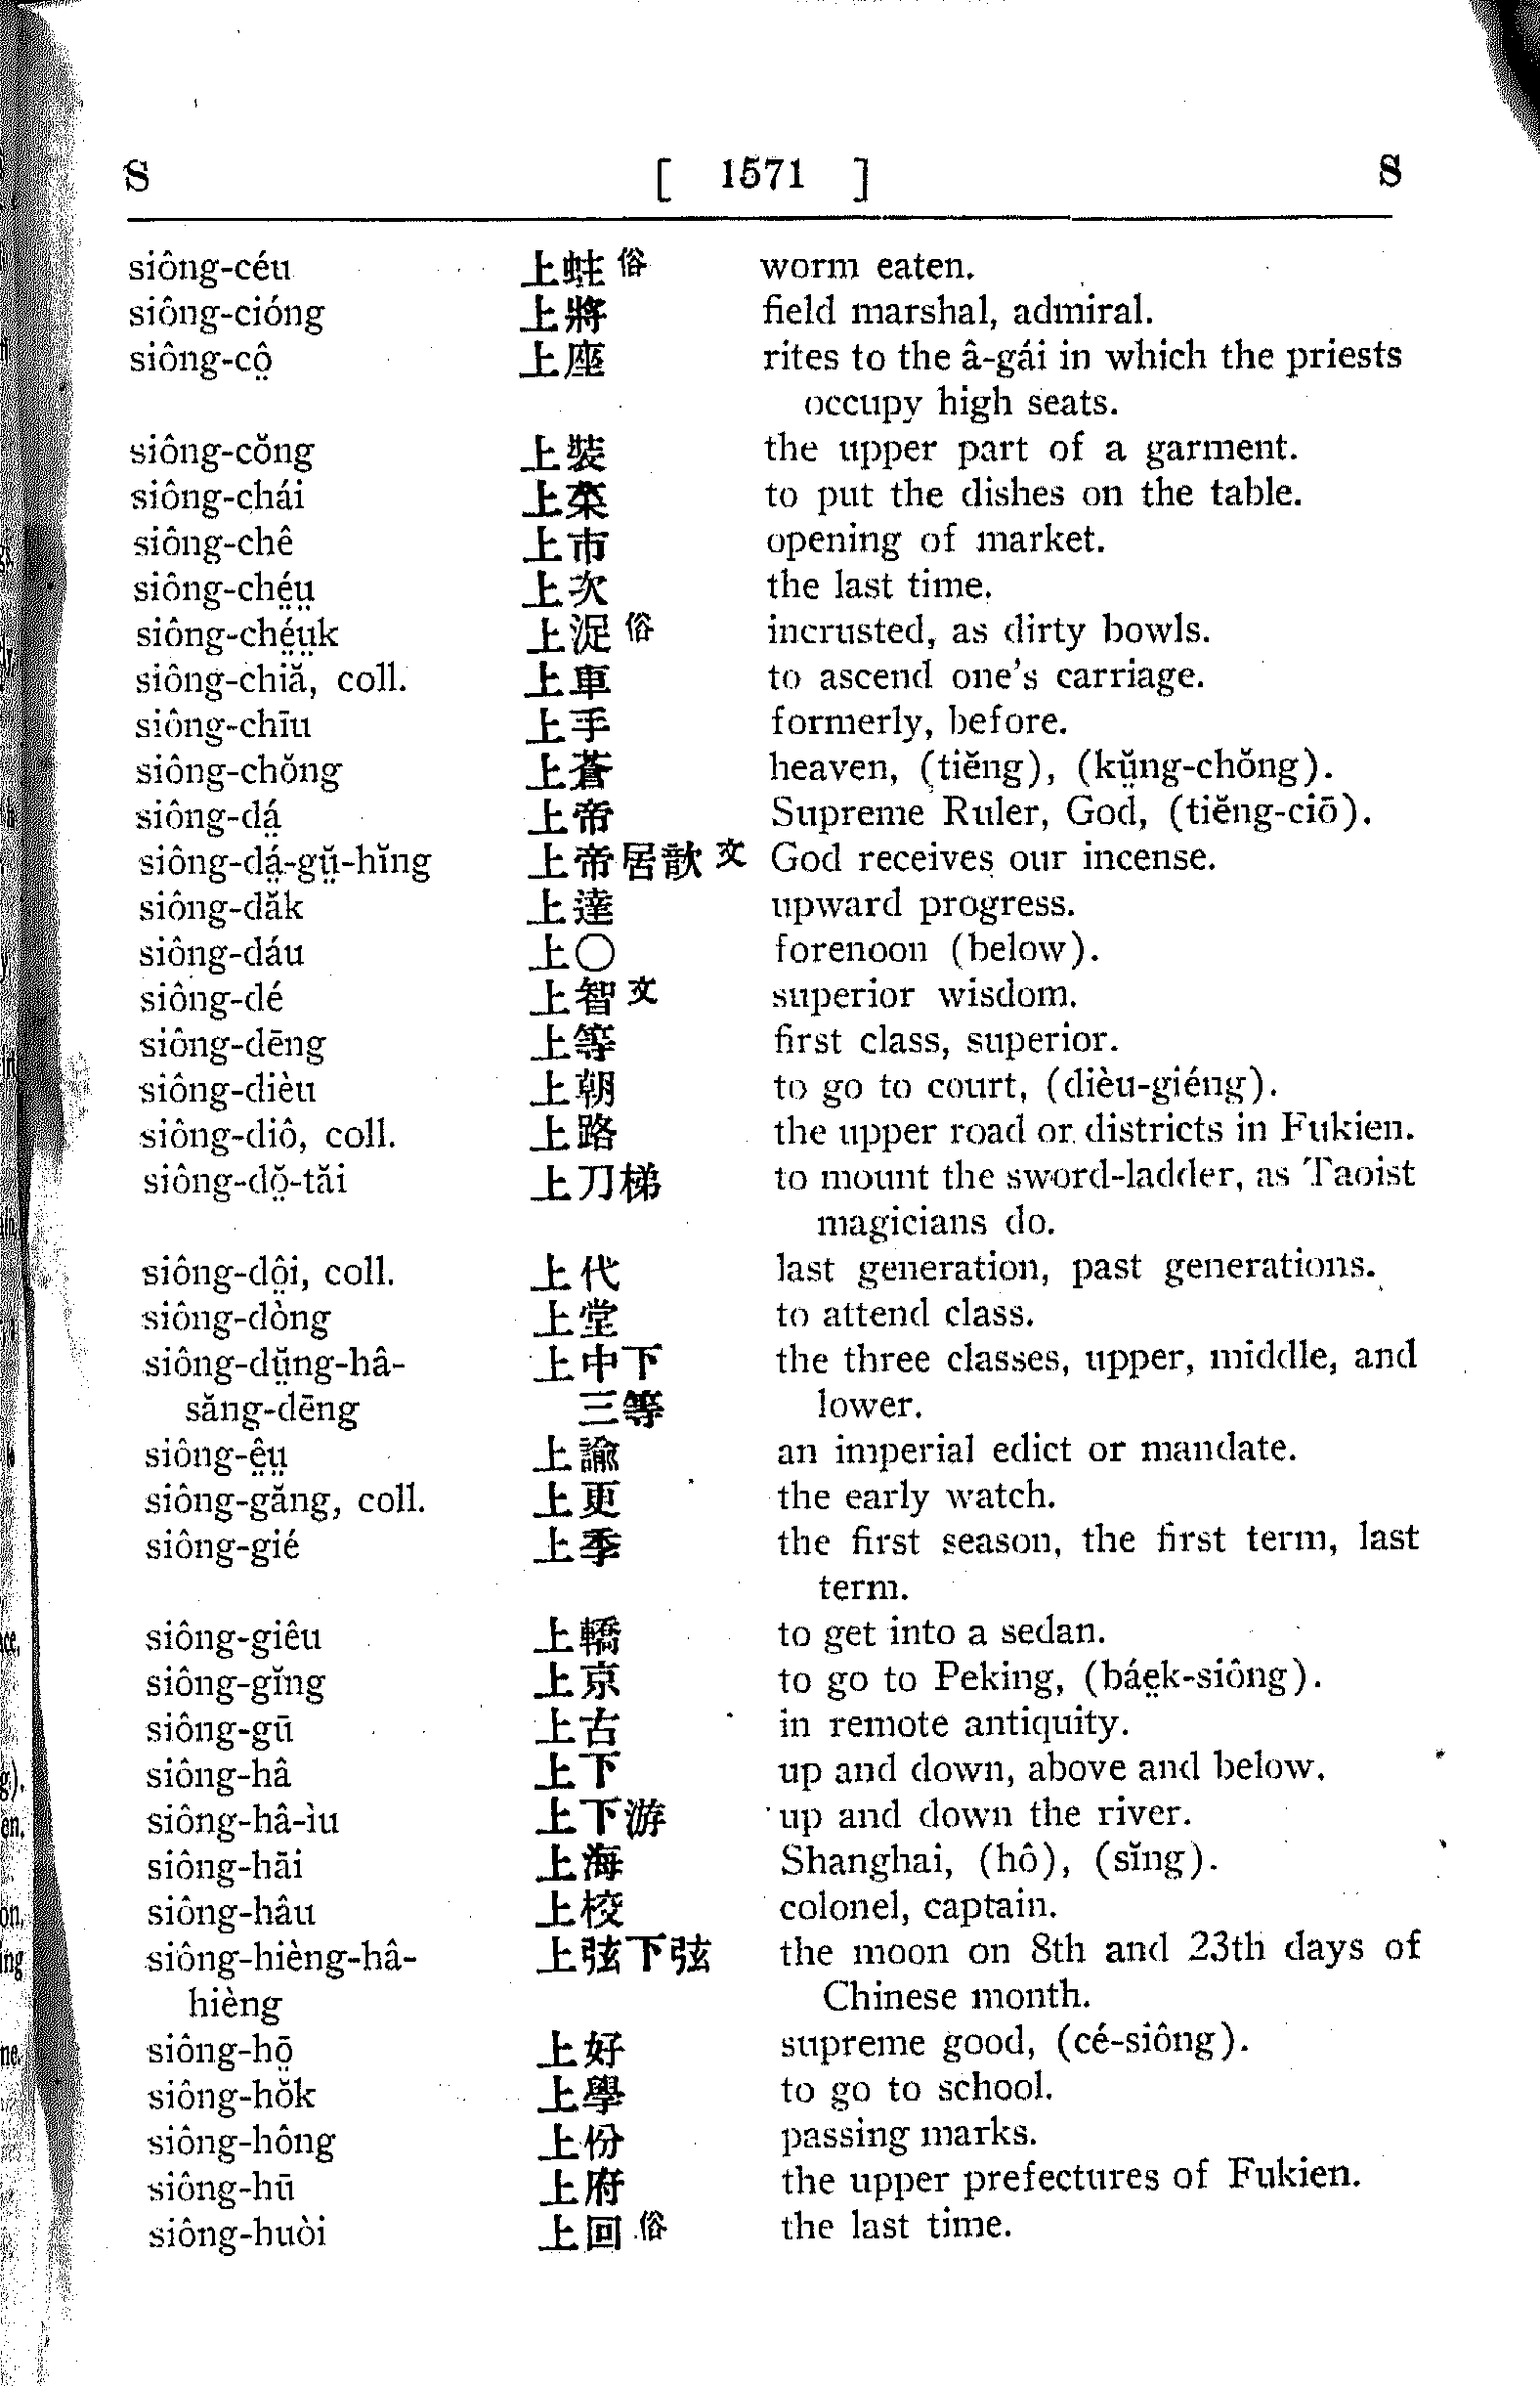 S [ 1571 ] S
siông-céu 上蛀俗 worm eaten.
siông-cióng 上將 field marshal, admiral.
siông-cô̤ 上座 rites to the â-gái in which the priests
occupy high seats.
siông-cŏng 上裝 the upper part of a garment.
siông-chái 上菜 to put the dishes on the table.
siông-chê 上市 opening of market.
siông-ché̤ṳ 上次 the last time.
siông-ché̤ṳk 上浞俗 incrusted, as dirty bowls.
siông-chiă, coll. 上車 to ascend one's carriage.
siông-chīu 上手 formerly, before.
siông-chŏng 上蒼 heaven, (tiĕng), (kṳ̆ng-chŏng).
siông-dá̤ 上帝 Supreme Ruler, God, (tiĕng-ciō).
siông-dá̤-gṳ̆-hĭng 上帝居歆文 God receives our incense.
siông-dăk 上達 upward progress.
siông-dáu 上〇 forenoon (below).
siông-dé 上智文 superior wisdom.
siông-dēng 上等 first class, superior.
siông-dièu 上朝 to go to court, (dièu-giéng).
siông-diô, coll. 上路 the upper road or districts in Fukien.
siông-dŏ̤-tăi 上刀梯 to mount the sword-ladder, as Taoist
magicians do.
siông-dô̤i, coll. 上代 last generation, past generations.
siông-dòng 上堂 to attend class.
siông-dṳ̆ng-hâ- 上中下 the three classes, upper, middle, and
săng-dēng 三等 lower.
siông-ê̤ṳ 上諭 an imperial edict or mandate.
siông-găng, coll. 上更 the early watch.
siông-gié 上季 the first season, the first term, last
term.
siông-giêu 上轎 to get into a sedan.
siông-gĭng 上京 to go to Peking, (báe̤k-siông).
siông-gū 上古 in remote antiquity.
siông-hâ 上下 up and down, above and below.
siông-hâ-ìu 上下游 up and down the river.
siông-hāi 上海 Shanghai, (hô), (sĭng).
siông-hâu 上校 colonel, captain.
siông-hièng-hâ- 上弦下弦 the moon on 8th and 23th days of
hièng Chinese month.
siông-hō̤ 上好 supreme good, (cé-siông).
siông-hŏk 上學 to go to school.
siông-hông 上份 passing marks.
siông-hū 上府 the upper prefectures of Fukien.
siông-huòi 上回俗 the last time.